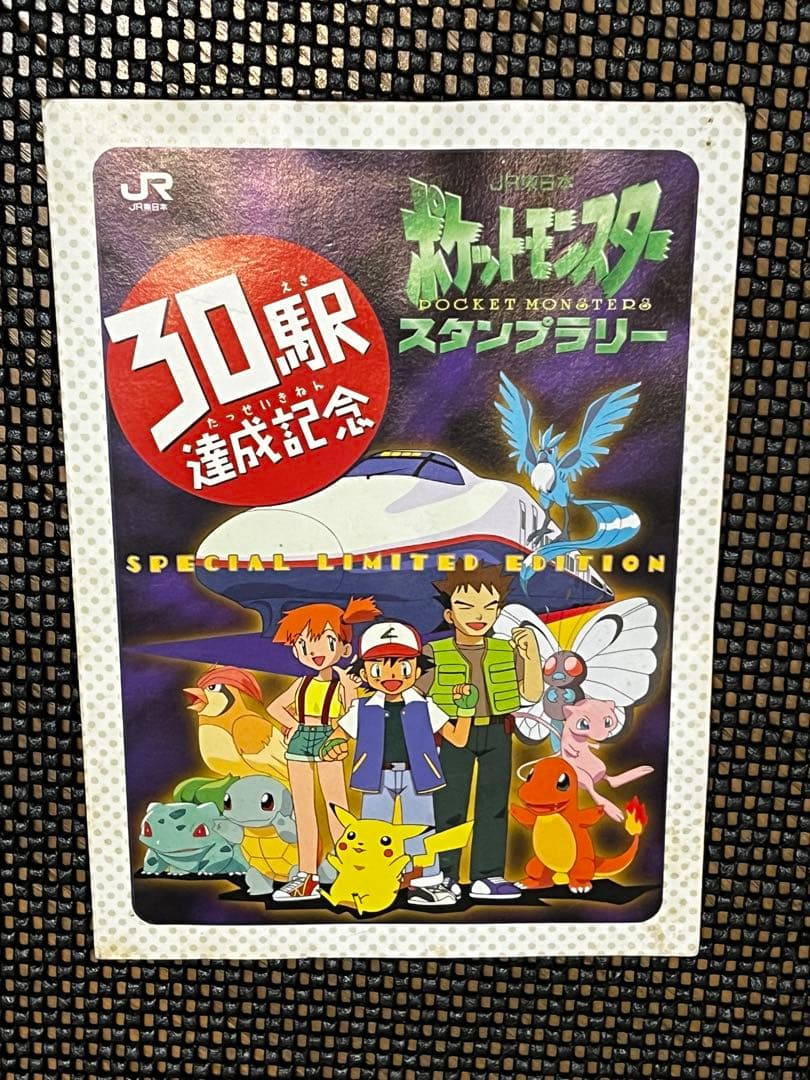 JR
JR東日本
JR東日本
ポケットモンスター
POCKET MONSTERS
スタンプラリー
えき
30駅
たっせいきねん
達成記念
SPECIAL LIMITED EDITION